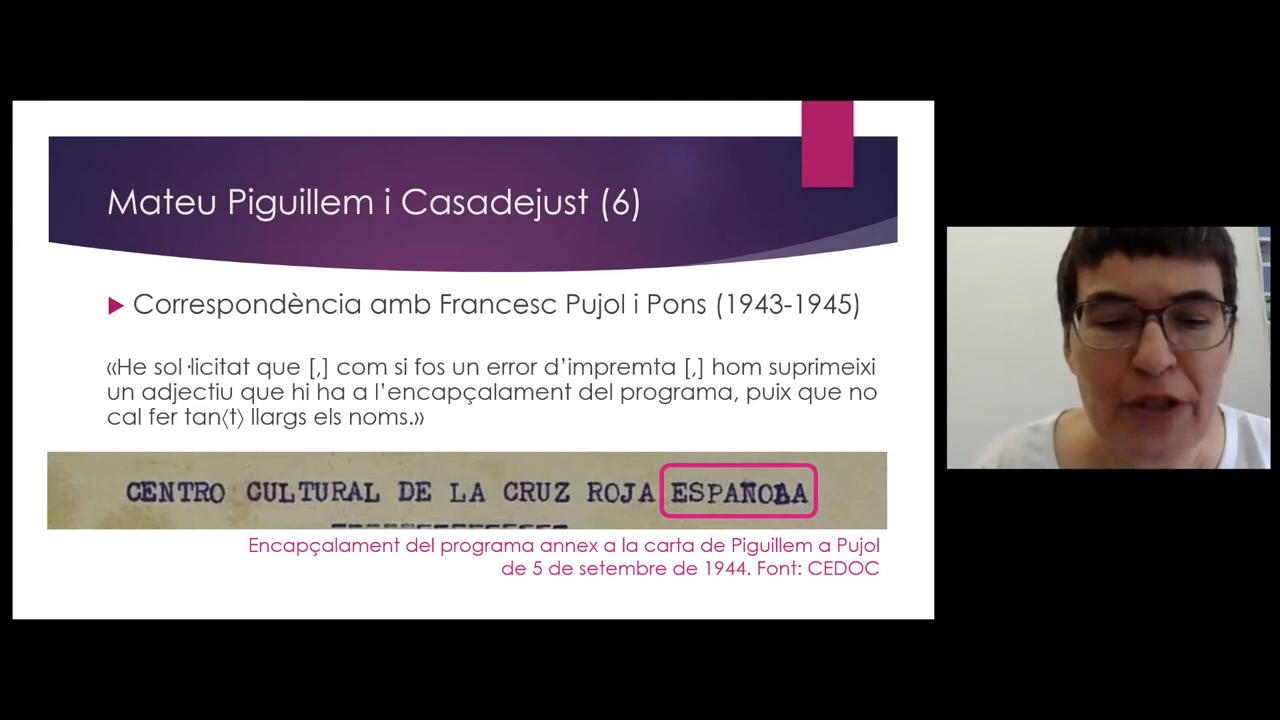 Mateu Piguillem i Casadejust (6)
Correspondència amb Francesc Pujol i Pons (1943-1945)
«He sol·licitat que [,] com si fos un error d’impremta [,] hom suprimeixi
un adjectiu que hi ha a l’encapçalament del programa, puix que no
cal fer tan⟨t⟩ llargs els noms.»
CENTRO CULTURAL DE LA CRUZ ROJA ESPAÑOLA
Encapçalament del programa annex a la carta de Piguillem a Pujol
de 5 de setembre de 1944. Font: CEDOC